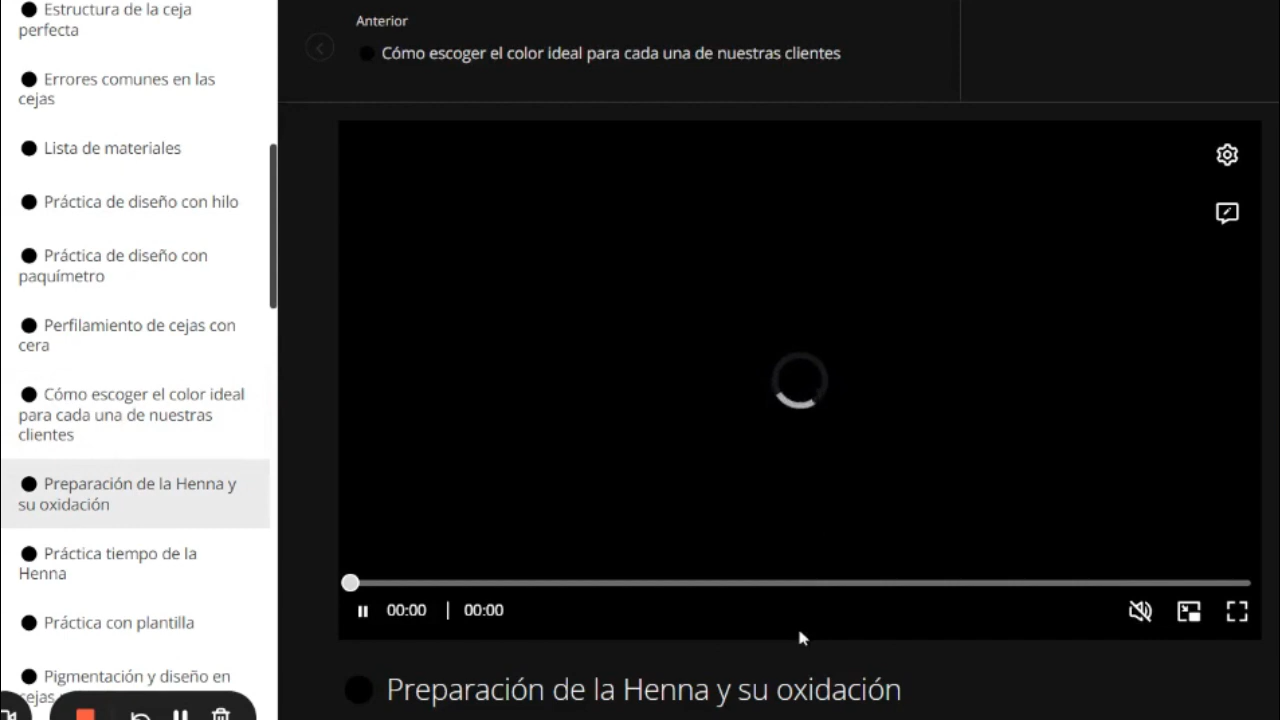 Estructura de la ceja
perfecta
Errores comunes en las
cejas
Lista de materiales
Práctica de diseño con hilo
Práctica de diseño con
paquímetro
Perfilamiento de cejas con
cera
Cómo escoger el color ideal
para cada una de nuestras
clientes
Preparación de la Henna y
su oxidación
Práctica tiempo de la
Henna
Práctica con plantilla
Pigmentación y diseño en
cejas
Anterior
Cómo escoger el color ideal para cada una de nuestras clientes
00:00 | 00:00
Preparación de la Henna y su oxidación